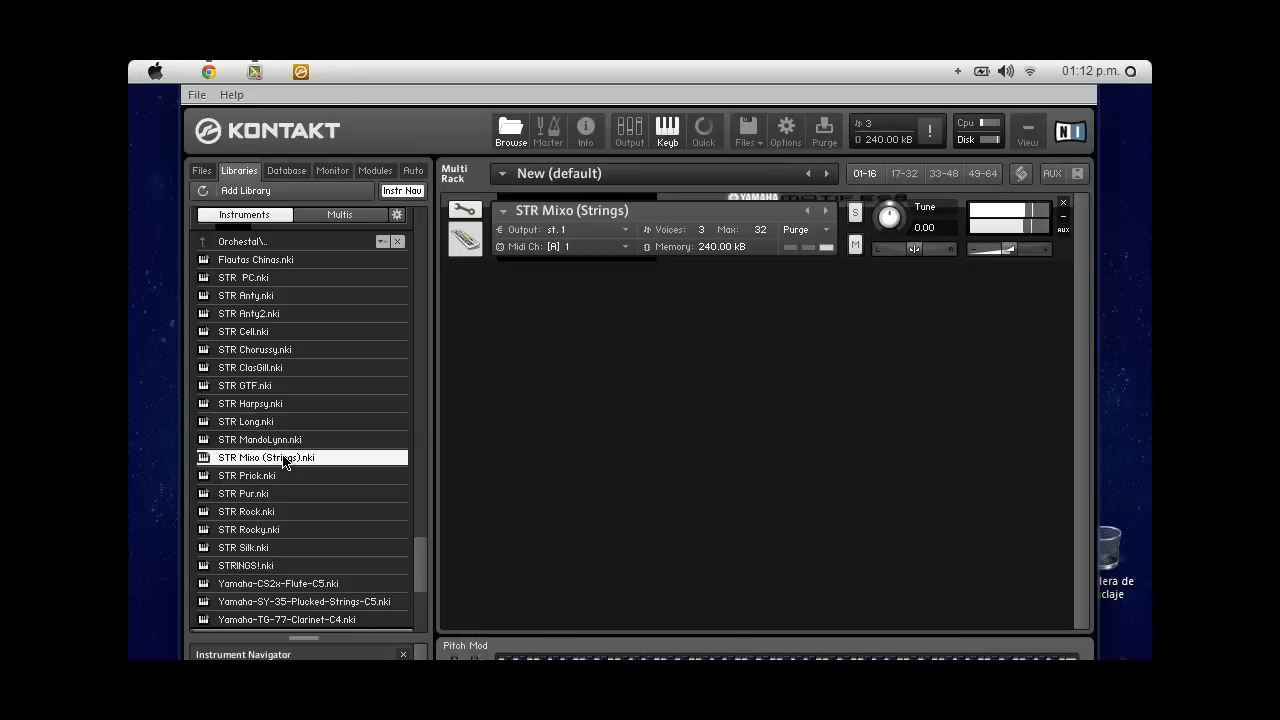 01:12 p.m.
File Help
KONTAKT
Browse Master Info Output Keyb Quick Files Options Purge
3
240.00 kB
!
Cpu
Disk
View
NI
Files Libraries Database Monitor Modules Auto
Add Library Instr Nav
Instruments Multis
Multi
Rack
New (default)
01-16 17-32 33-48 49-64 AUX
YAMAHA
STR Mixo (Strings)
Output: st. 1 Voices: 3 Max: 32 Purge
Midi Ch: [A] 1 Memory: 240.00 kB
S
M
Tune
0.00
L R
AUX
Orchestal\..
Flautas Chinas.nki
STR PC.nki
STR Anty.nki
STR Anty2.nki
STR Cell.nki
STR Chorussy.nki
STR ClasGill.nki
STR GTF.nki
STR Harpsy.nki
STR Long.nki
STR MandoLynn.nki
STR Mixo (Strings).nki
STR Prick.nki
STR Pur.nki
STR Rock.nki
STR Rocky.nki
STR Silk.nki
STRINGS!.nki
Yamaha-CS2x-Flute-C5.nki
Yamaha-SY-35-Plucked-Strings-C5.nki
Yamaha-TG-77-Clarinet-C4.nki
Instrument Navigator
Pitch Mod
lera de
claje